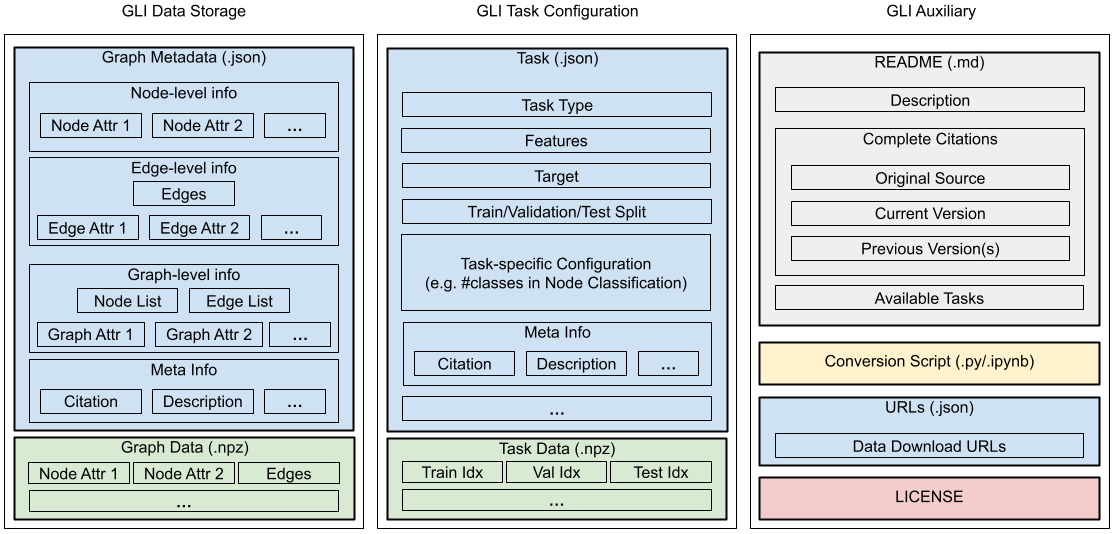 GLI Data Storage
Graph Metadata (.json)
Node-level info
Node Attr 1
Node Attr 2
...
Edge-level info
Edges
Edge Attr 1
Edge Attr 2
...
Graph-level info
Node List
Edge List
Graph Attr 1
Graph Attr 2
...
Meta Info
Citation
Description
...
Graph Data (.npz)
Node Attr 1
Node Attr 2
Edges
...
GLI Task Configuration
Task (.json)
Task Type
Features
Target
Train/Validation/Test Split
Task-specific Configuration
(e.g. #classes in Node Classification)
Meta Info
Citation
Description
...
...
Task Data (.npz)
Train Idx
Val Idx
Test Idx
...
GLI Auxiliary
README (.md)
Description
Complete Citations
Original Source
Current Version
Previous Version(s)
Available Tasks
Conversion Script (.py/.ipynb)
URLs (.json)
Data Download URLs
LICENSE